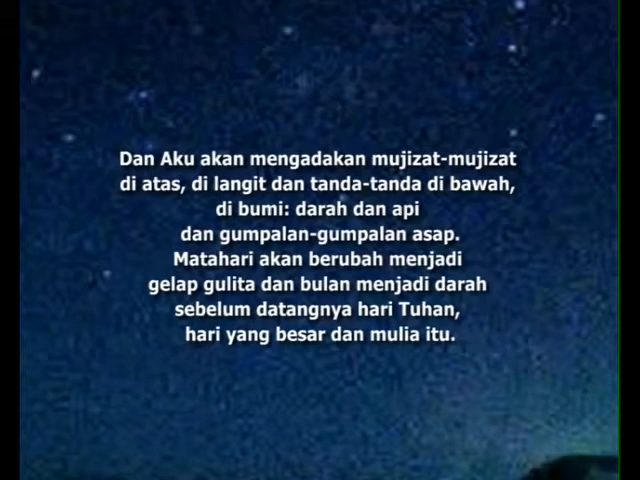 Dan Aku akan mengadakan mujizat-mujizat
di atas, di langit dan tanda-tanda di bawah,
di bumi: darah dan api
dan gumpalan-gumpalan asap.
Matahari akan berubah menjadi
gelap gulita dan bulan menjadi darah
sebelum datangnya hari Tuhan,
hari yang besar dan mulia itu.